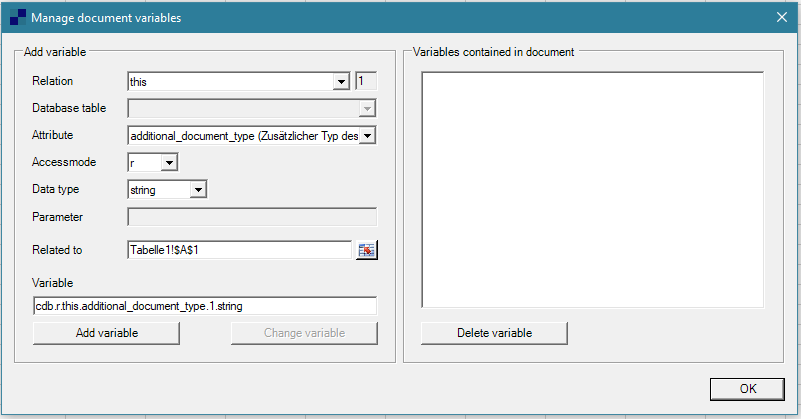 Manage document variables
Add variable
Relation this 1
Database table
Attribute additional_document_type (Zusätzlicher Typ des
Accessmode r
Data type string
Parameter
Related to Tabelle1!$A$1
Variable
cdb.r.this.additional_document_type.1.string
Add variable Change variable
Variables contained in document
Delete variable
OK